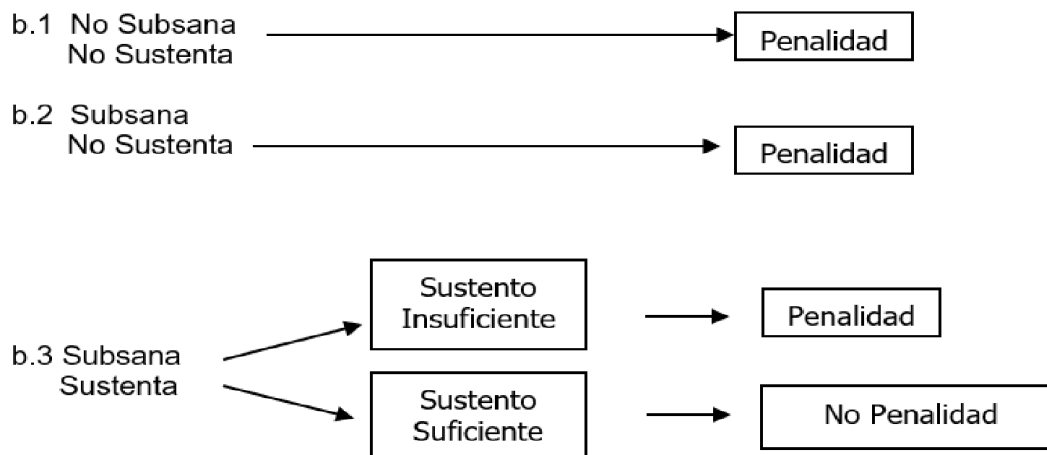 b.1 No Subsana
No Sustenta
Penalidad
b.2 Subsana
No Sustenta
Penalidad
b.3 Subsana
Sustenta
Sustento
Insuficiente
Penalidad
Sustento
Suficiente
No Penalidad